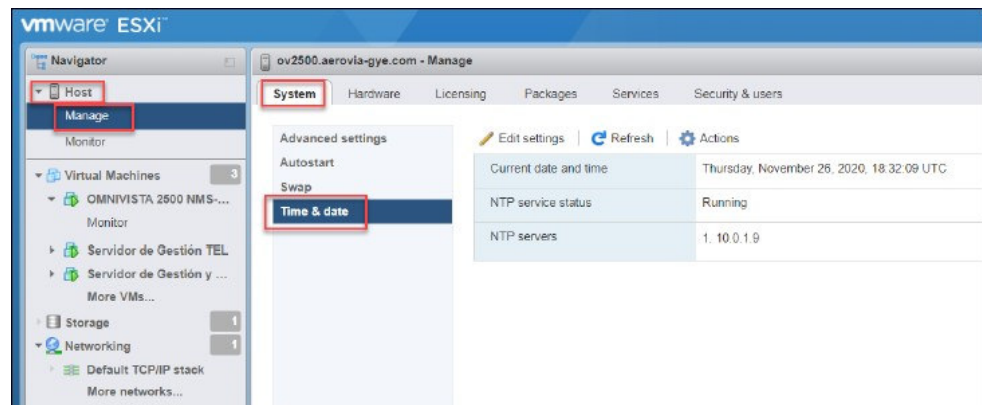 vmware ESXi™
Navigator
Host
Manage
Monitor
Virtual Machines 3
OMNIVISTA 2500 NMS-...
Monitor
Servidor de Gestión TEL
Servidor de Gestión y ...
More VMs...
Storage 1
Networking 1
Default TCP/IP stack
More networks...
ov2500.aerovia-gye.com - Manage
System Hardware Licensing Packages Services Security & users
Advanced settings
Autostart
Swap
Time & date
Edit settings Refresh Actions
Current date and time Thursday, November 26, 2020, 18:32:09 UTC
NTP service status Running
NTP servers 1. 10.0.1.9